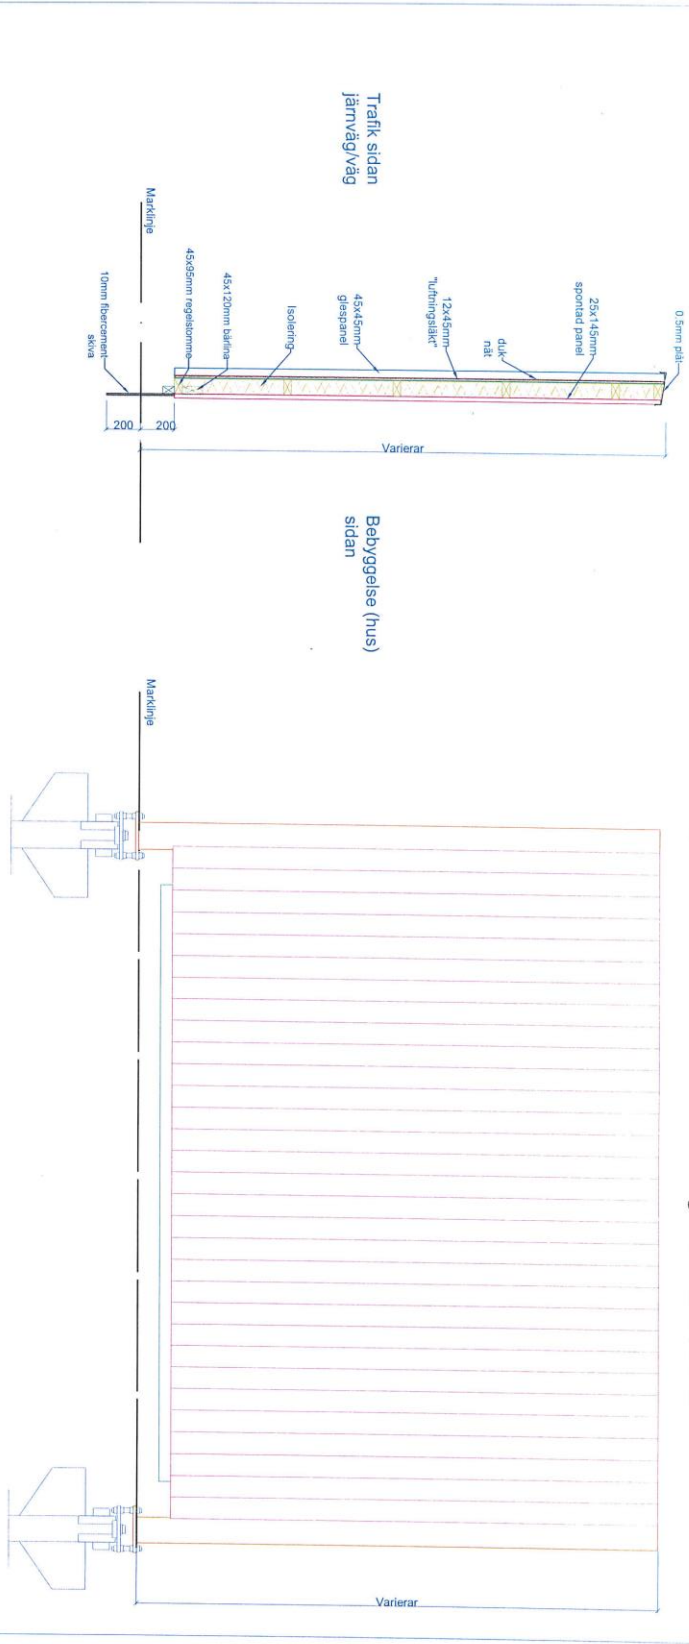 Trafik sidan
järnväg/väg
Marklinje
0.5mm plåt
25x145mm
spontad panel
duk
nät
12x45mm
"luftningsläkt"
45x45mm
glespanel
Isolering
45x120mm bärlina
45x95mm regelstomme
10mm fibercement
skiva
200
200
Varierar
Bebyggelse (hus)
sidan
Marklinje
Varierar